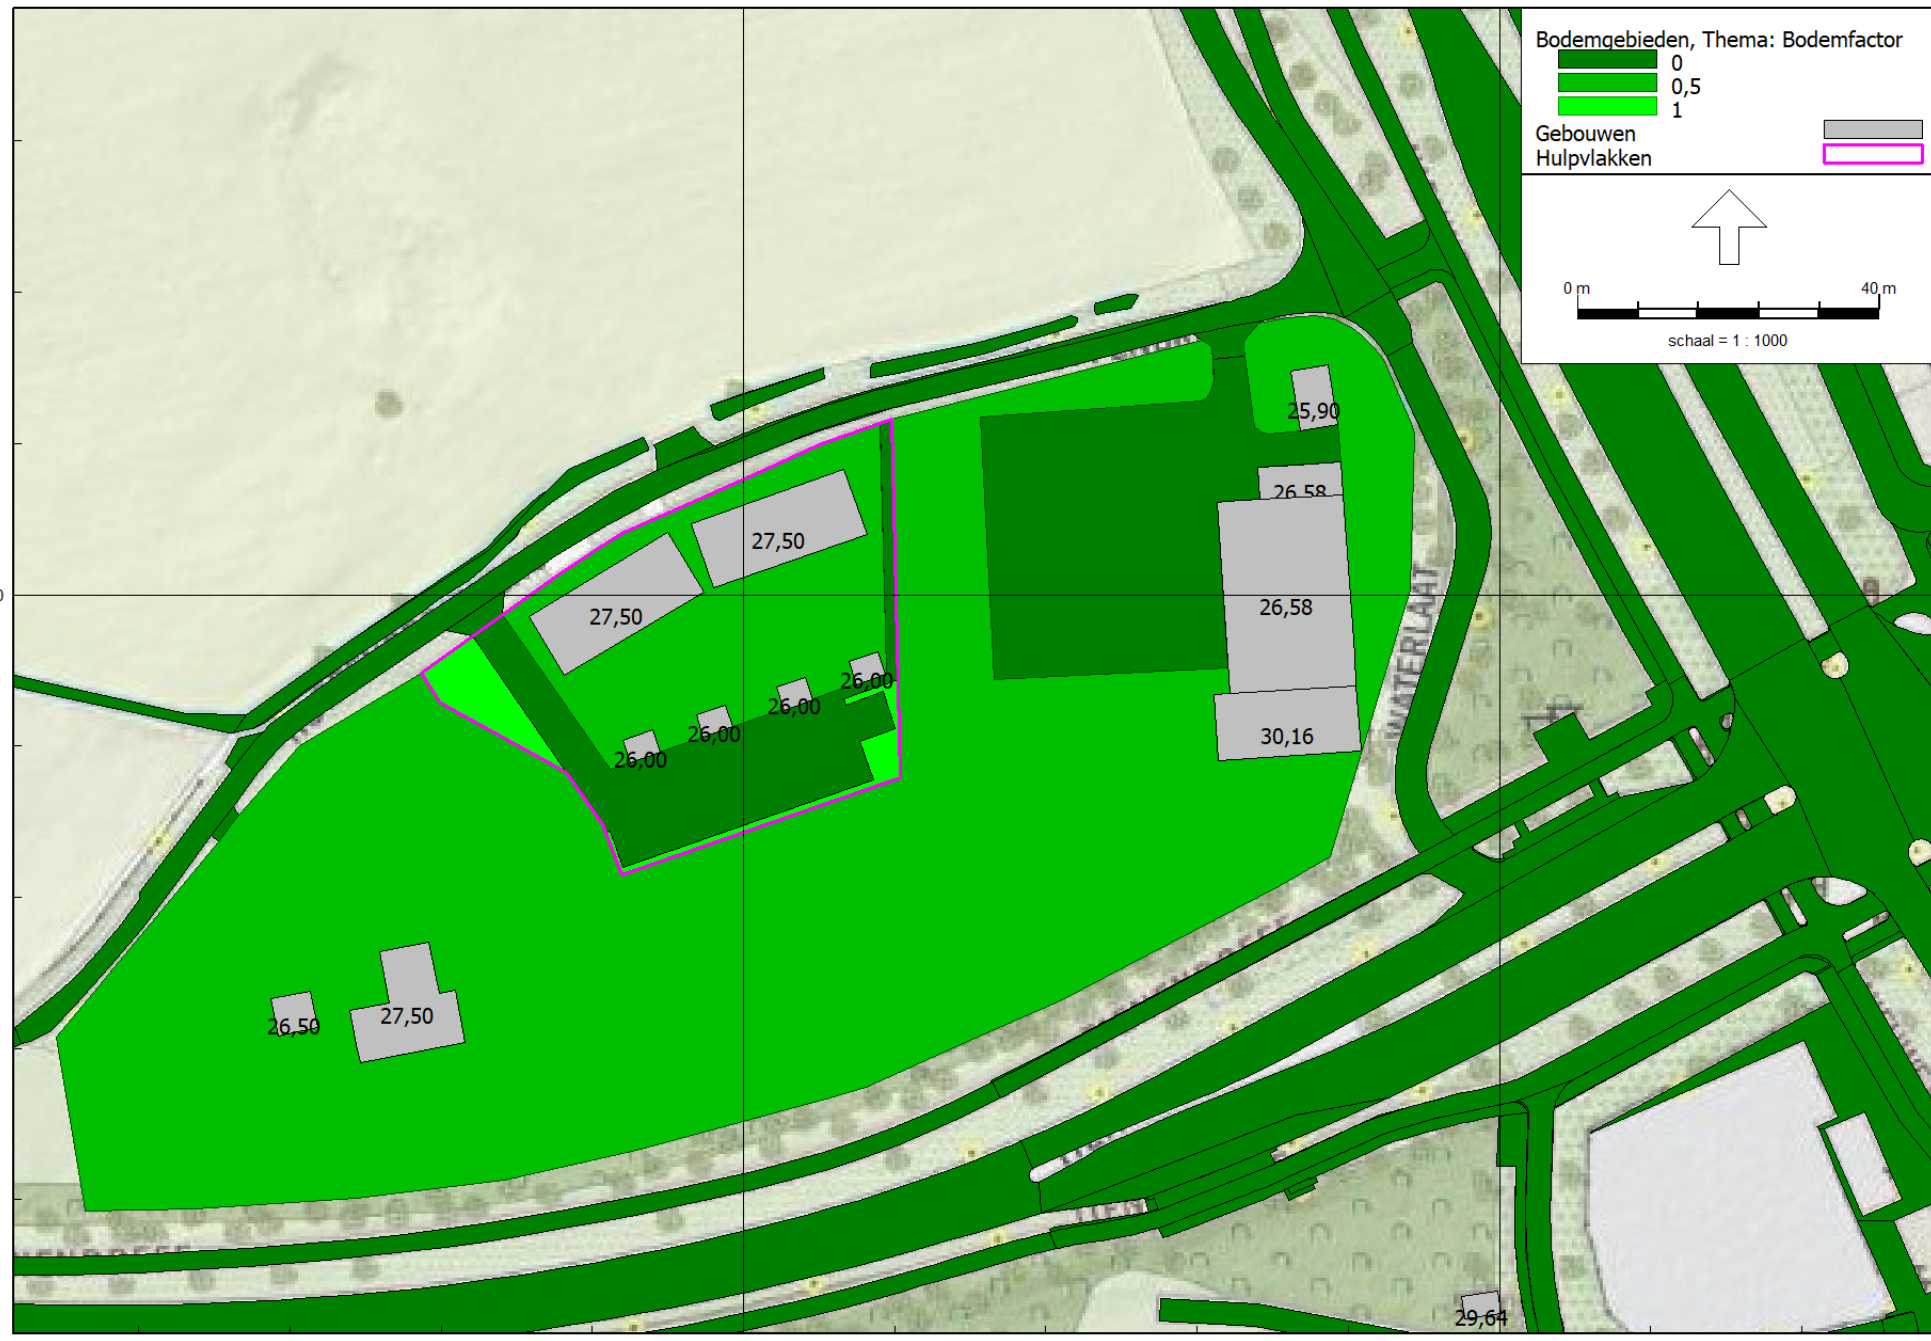 Bodemgebieden, Thema: Bodemfactor
0
0,5
1
Gebouwen
Hulpvlakken
0 m
40 m
schaal = 1 : 1000
25,90
26,58
27,50
27,50
26,58
26,00
26,00
26,00
26,00
30,16
WATERLAAT
26,50
27,50
29,64